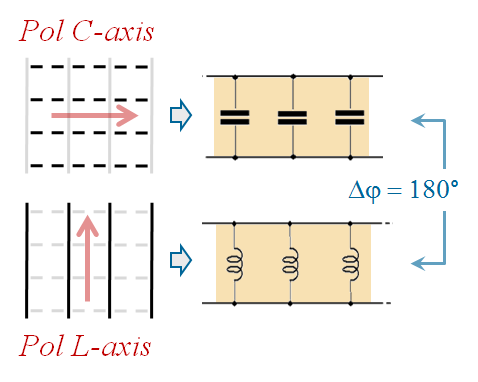 Pol C-axis
Δφ = 180°
Pol L-axis